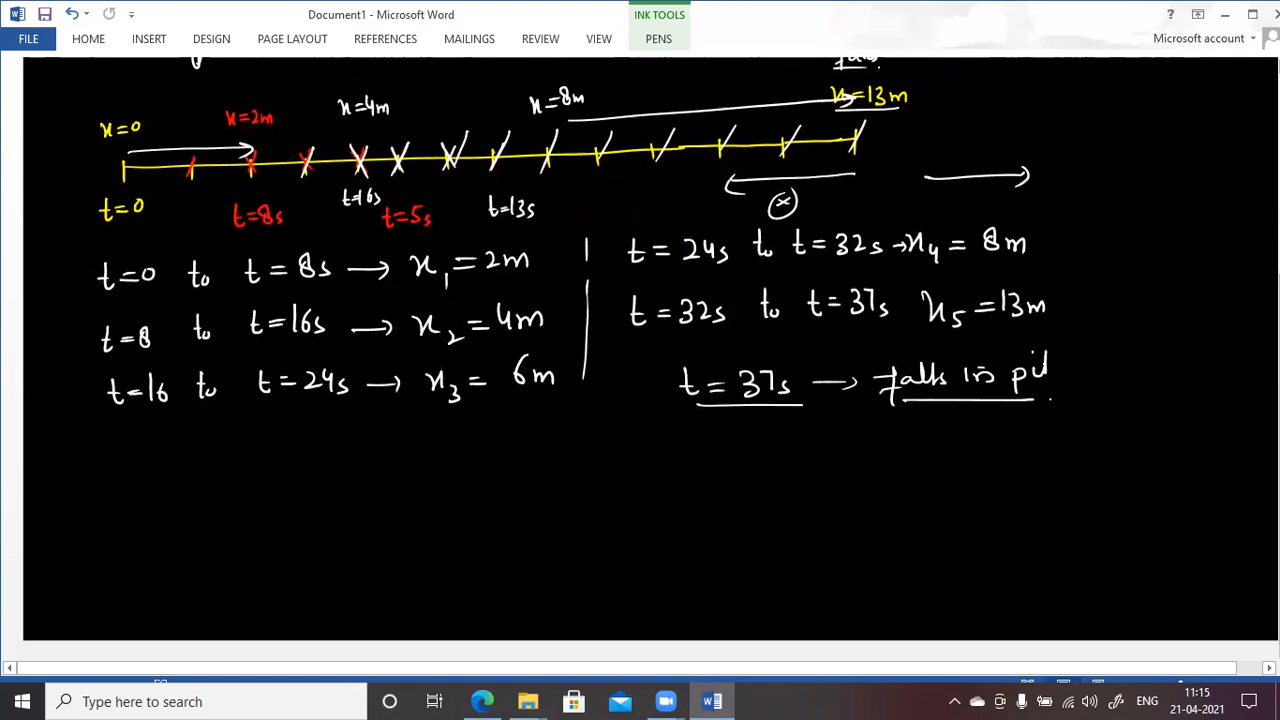 Document1 - Microsoft Word
INK TOOLS
?
FILE HOME INSERT DESIGN PAGE LAYOUT REFERENCES MAILINGS REVIEW VIEW PENS
Microsoft account
x=0
x=2m
x=4m
x=8m
x=13m
t=0
t=8s
t=16s
t=5s
t=13s
x
t=0 to t=8s → x1=2m
t=8 to t=16s → x2=4m
t=16 to t=24s → x3= 6m
t=24s to t=32s → x4= 8m
t=32s to t=37s x5=13m
t=37s → falls in pit
Type here to search
ENG
11:15
21-04-2021